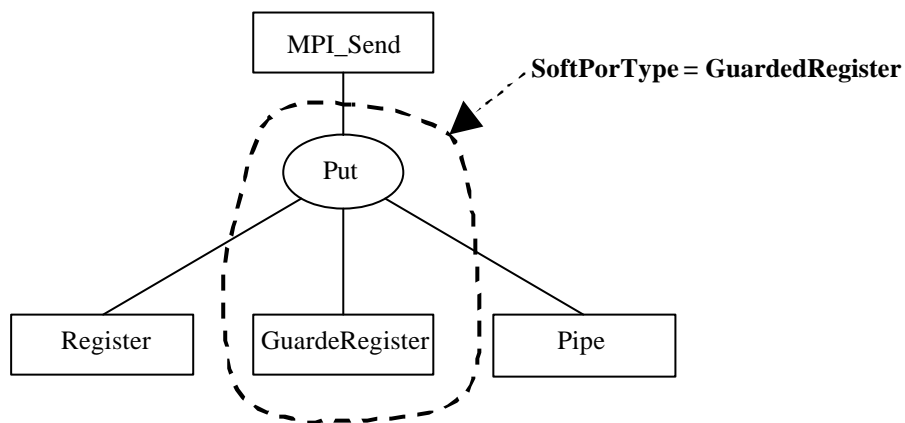 MPI_Send
SoftPorType = GuardedRegister
Put
Register
GuardeRegister
Pipe